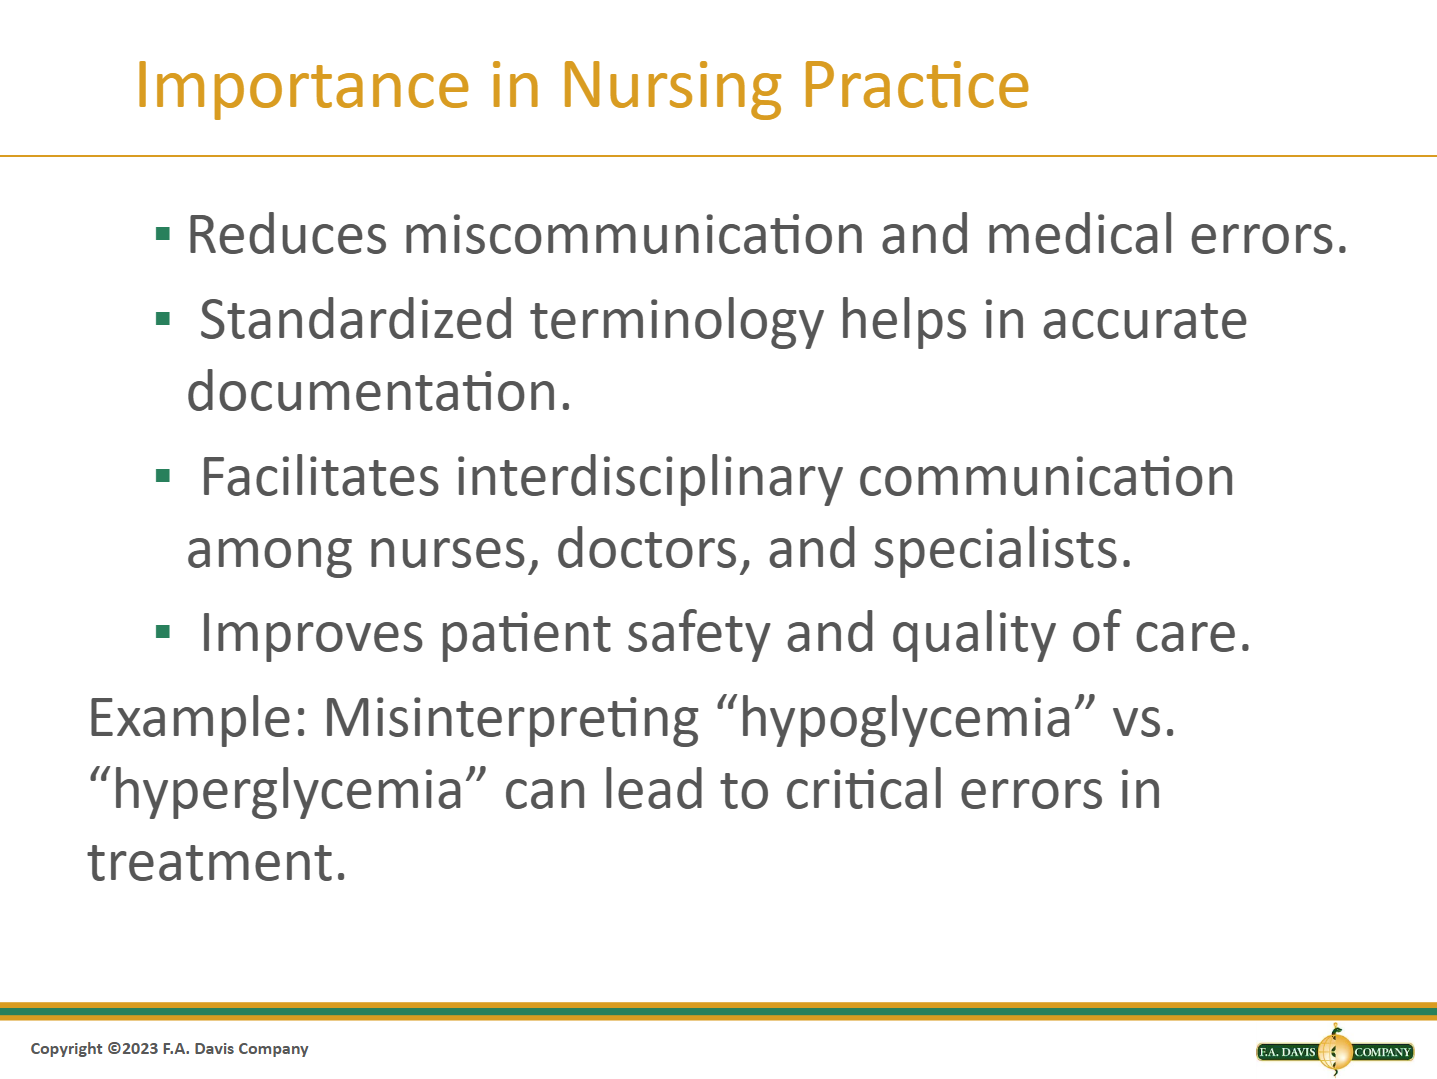 Importance in Nursing Practice
▪ Reduces miscommunication and medical errors.
▪ Standardized terminology helps in accurate
documentation.
▪ Facilitates interdisciplinary communication
among nurses, doctors, and specialists.
▪ Improves patient safety and quality of care.
Example: Misinterpreting “hypoglycemia” vs.
“hyperglycemia” can lead to critical errors in
treatment.
Copyright ©2023 F.A. Davis Company
F.A. DAVIS COMPANY